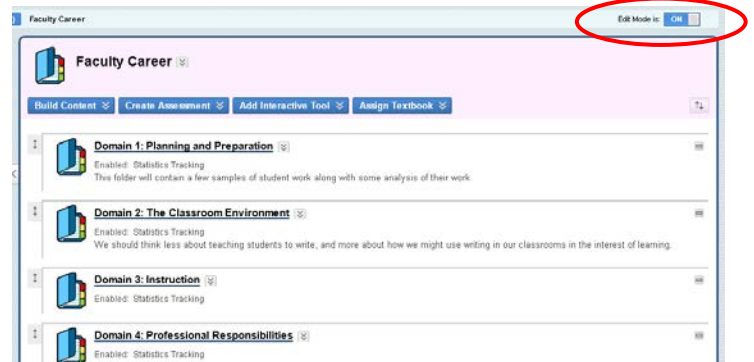 Faculty Career
Edit Mode is: ON
Faculty Career
Build Content Create Assessment Add Interactive Tool Assign Textbook
Domain 1: Planning and Preparation
Enabled: Statistics Tracking
This folder will contain a few samples of student work along with some analysis of their work
Domain 2: The Classroom Environment
Enabled: Statistics Tracking
We should think less about teaching students to write, and more about how we might use writing in our classrooms in the interest of learning.
Domain 3: Instruction
Enabled: Statistics Tracking
Domain 4: Professional Responsibilities
Enabled: Statistics Tracking